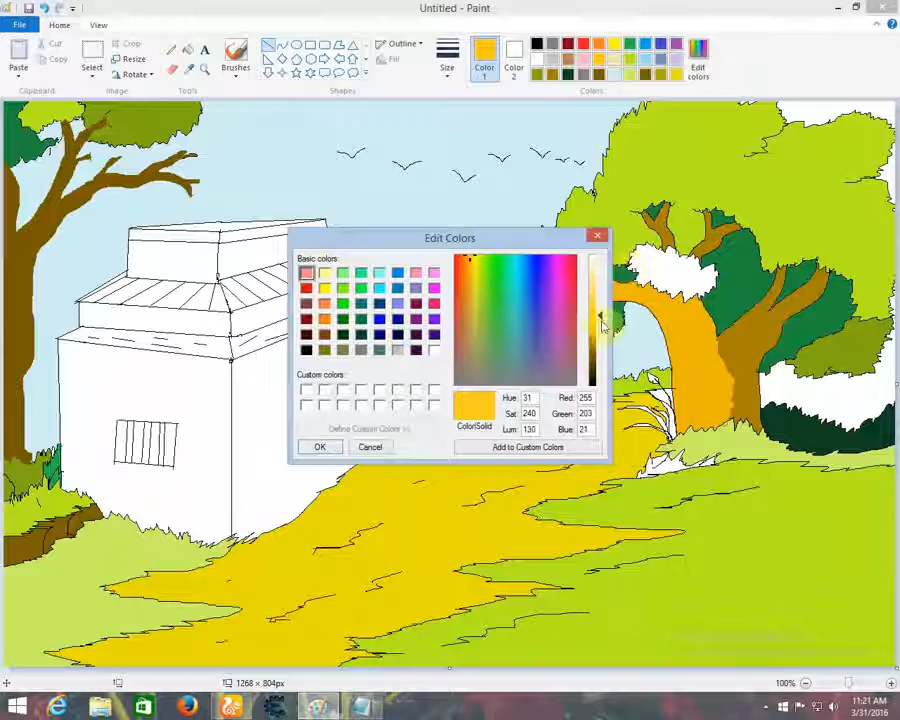 Untitled - Paint
File Home View
Paste
Cut
Copy
Clipboard
Select
Crop
Resize
Rotate
Image
A
Tools
Brushes
Outline
Fill
Shapes
Size
Color 1
Color 2
Edit colors
Colors
Edit Colors
Basic colors:
Custom colors:
Define Custom Colors >>
OK Cancel
Color|Solid
Hue: 31 Red: 255
Sat: 240 Green: 203
Lum: 130 Blue: 21
Add to Custom Colors
1268 × 804px
100%
11:21 AM
3/31/2016